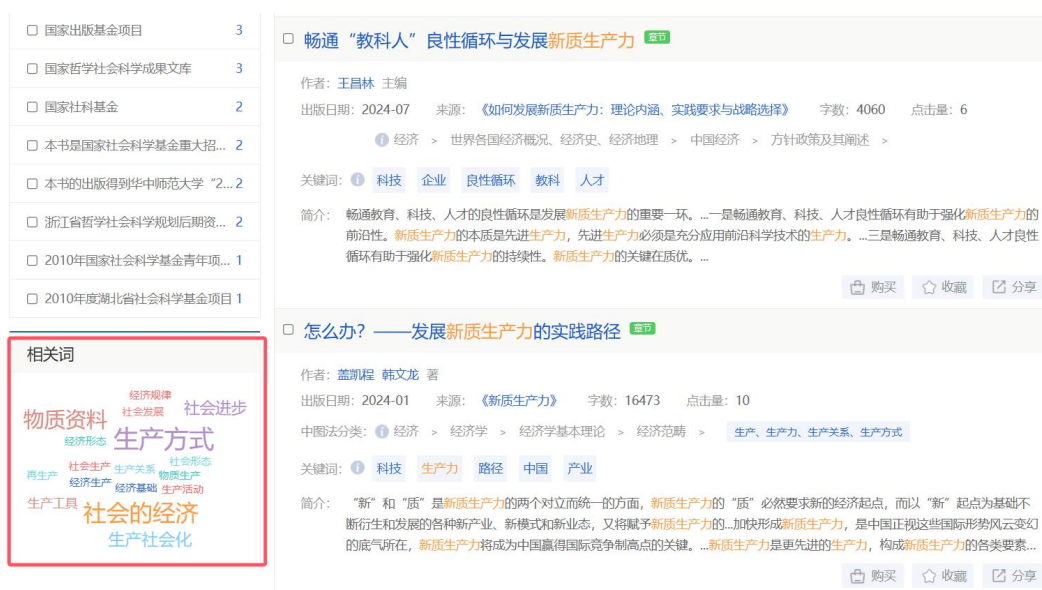 国家出版基金项目 3
国家哲学社会科学成果文库 3
国家社科基金 2
本书是国家社会科学基金重大招... 2
本书的出版得到华中师范大学“2... 2
浙江省哲学社会科学规划后期资... 2
2010年国家社会科学基金青年项... 1
2010年度湖北省社会科学基金项目 1
相关词
经济规律
物质资料 社会发展 社会进步
经济形态 生产方式
社会生产 生产关系 社会形态
再生产 物质生产
经济生产 经济基础 生产活动
生产工具 社会的经济
生产社会化
畅通“教科人”良性循环与发展新质生产力 章节
作者: 王昌林 主编
出版日期: 2024-07 来源: 《如何发展新质生产力: 理论内涵、实践要求与战略选择》 字数: 4060 点击量: 6
经济 > 世界各国经济概况、经济史、经济地理 > 中国经济 > 方针政策及其阐述 >
关键词: 科技 企业 良性循环 教科 人才
简介: 畅通教育、科技、人才的良性循环是发展新质生产力的重要一环。...一是畅通教育、科技、人才良性循环有助于强化新质生产力的
前沿性。新质生产力的本质是先进生产力，先进生产力必须是充分应用前沿科学技术的生产力。...三是畅通教育、科技、人才良性
循环有助于强化新质生产力的持续性。新质生产力的关键在质优。...
购买 收藏 分享
怎么办？——发展新质生产力的实践路径 章节
作者: 盖凯程 韩文龙 著
出版日期: 2024-01 来源: 《新质生产力》 字数: 16473 点击量: 10
中图法分类: 经济 > 经济学 > 经济学基本理论 > 经济范畴 > 生产、生产力、生产关系、生产方式
关键词: 科技 生产力 路径 中国 产业
简介: “新”和“质”是新质生产力的两个对立而统一的方面，新质生产力的“质”必然要求新的经济起点，而以“新”起点为基础不
断衍生和发展的各种新产业、新模式和新业态，又将赋予新质生产力的...加快形成新质生产力，是中国正视这些国际形势风云变幻
的底气所在，新质生产力将成为中国赢得国际竞争制高点的关键。...新质生产力是更先进的生产力，构成新质生产力的各类要素...
购买 收藏 分享